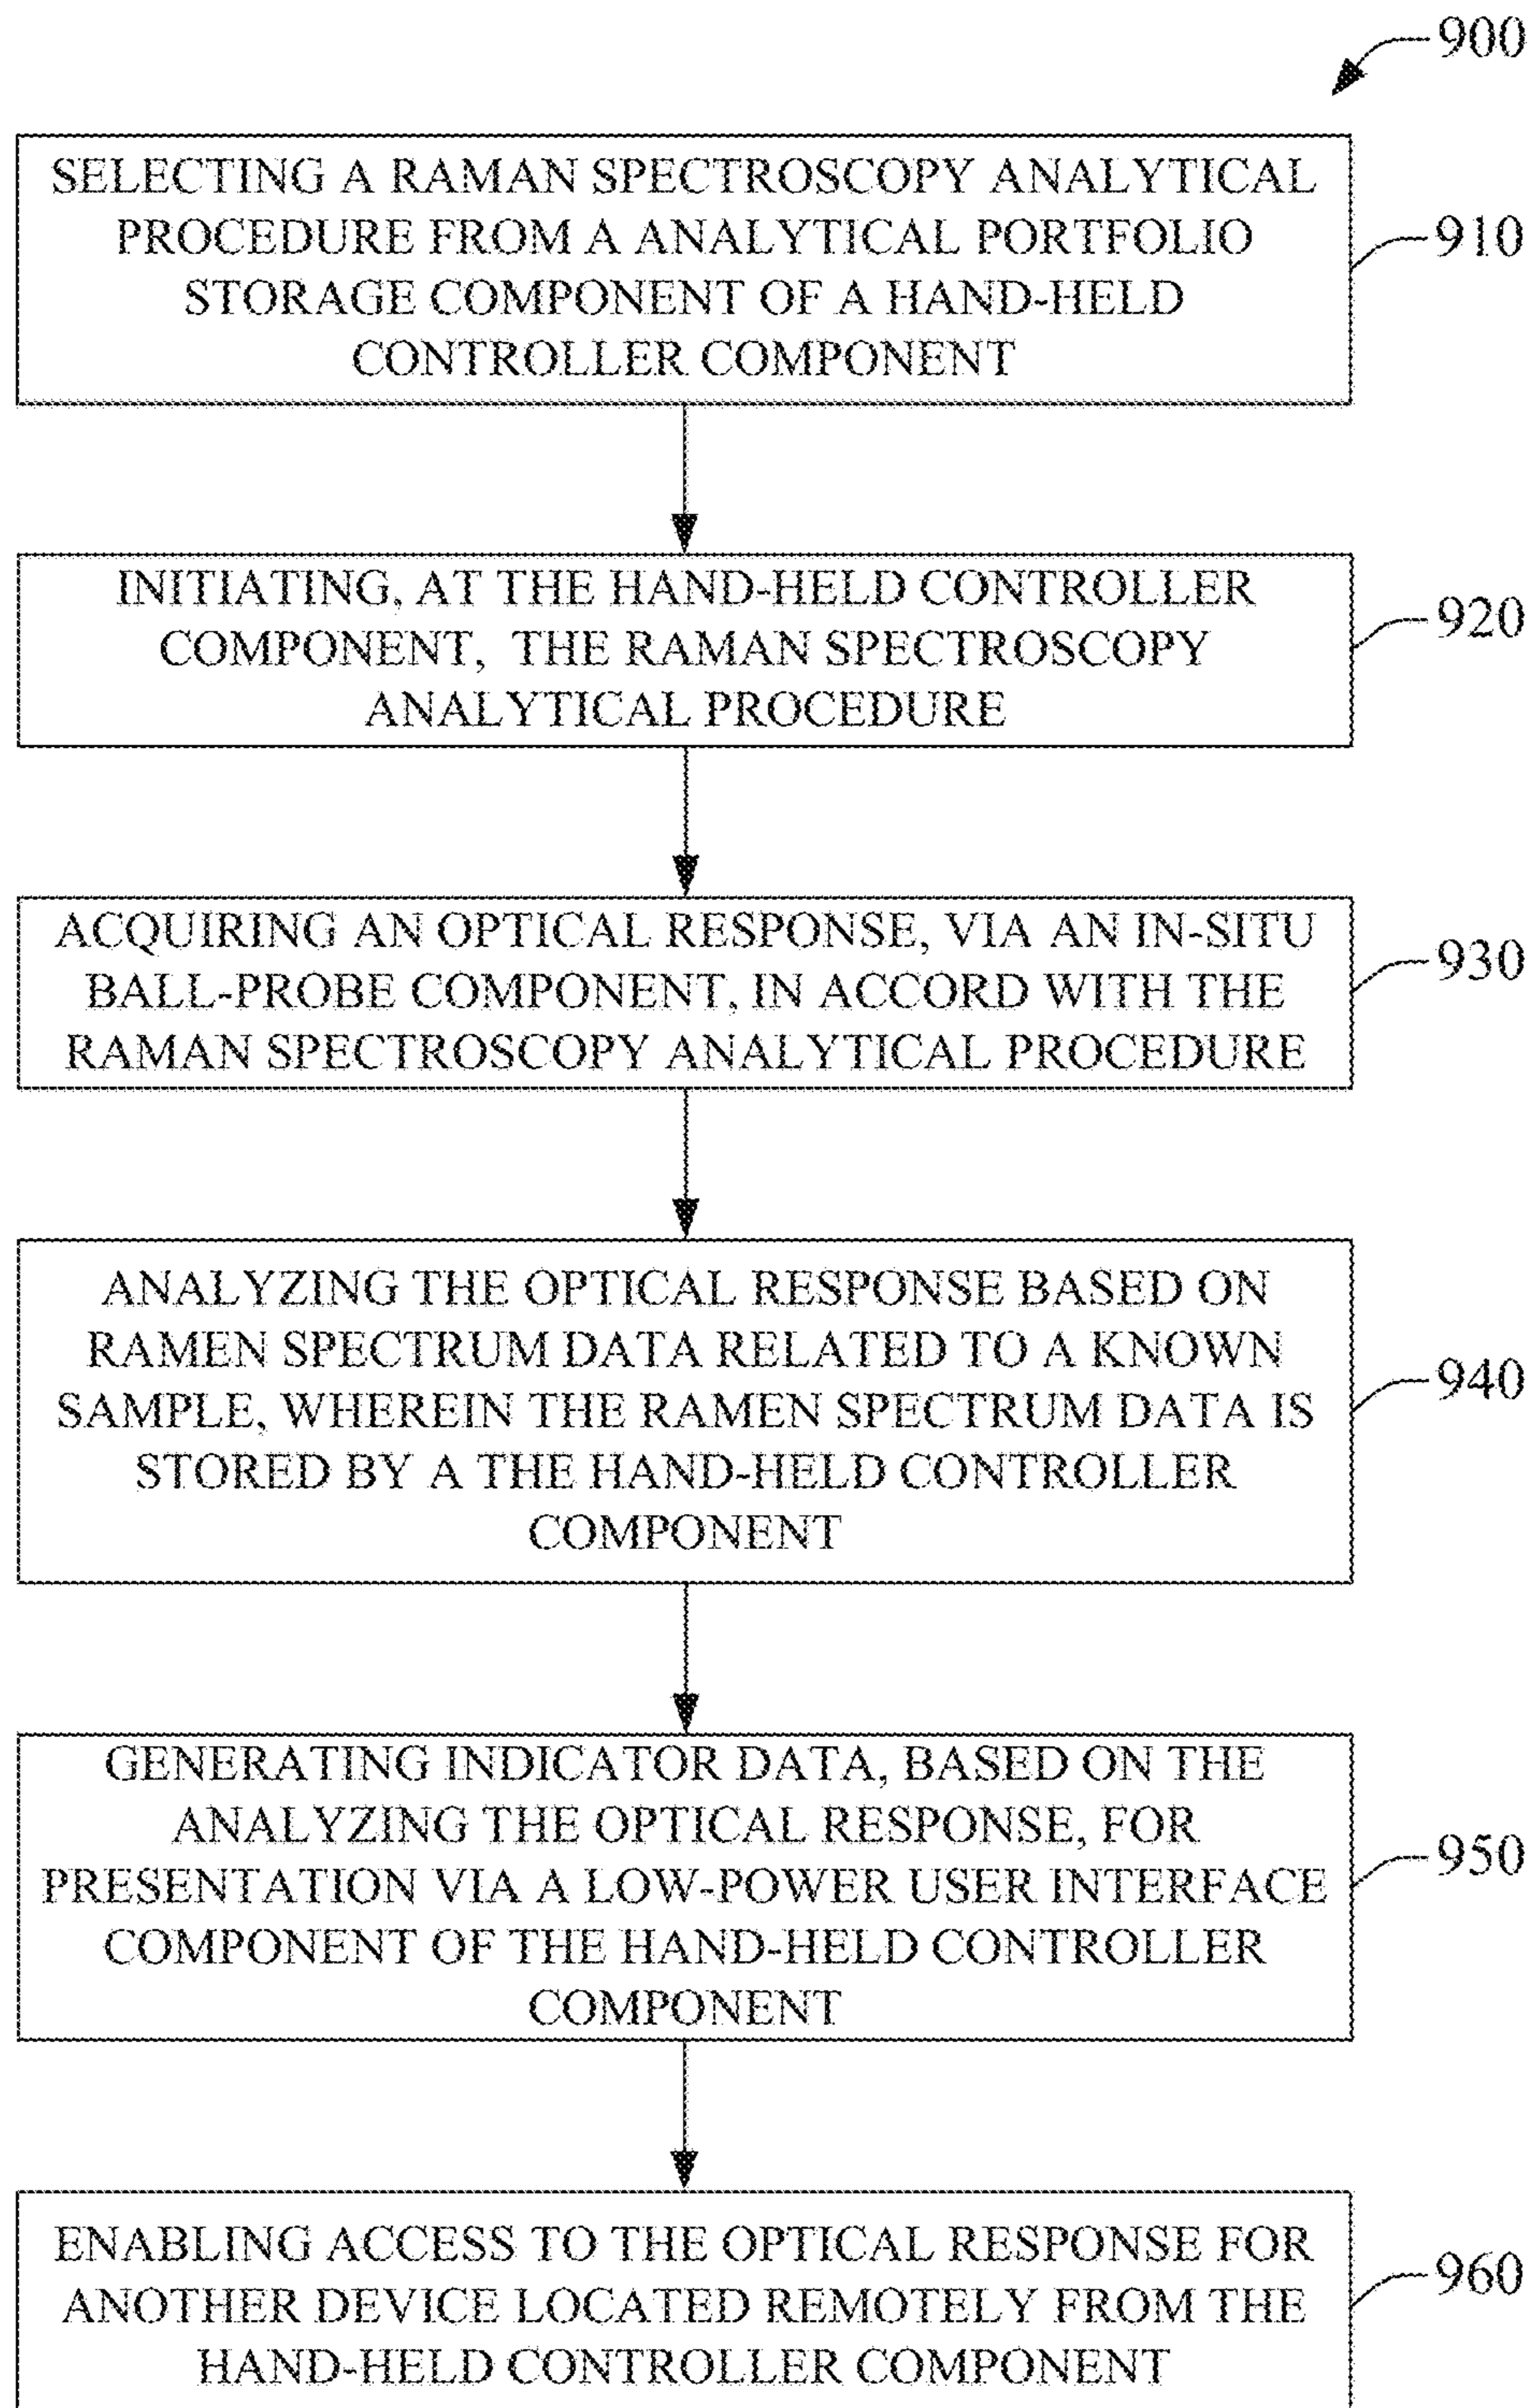 900
SELECTING A RAMAN SPECTROSCOPY ANALYTICAL
PROCEDURE FROM A ANALYTICAL PORTFOLIO
STORAGE COMPONENT OF A HAND-HELD
CONTROLLER COMPONENT
910
INITIATING, AT THE HAND-HELD CONTROLLER
COMPONENT, THE RAMAN SPECTROSCOPY
ANALYTICAL PROCEDURE
920
ACQUIRING AN OPTICAL RESPONSE, VIA AN IN-SITU
BALL-PROBE COMPONENT, IN ACCORD WITH THE
RAMAN SPECTROSCOPY ANALYTICAL PROCEDURE
930
ANALYZING THE OPTICAL RESPONSE BASED ON
RAMEN SPECTRUM DATA RELATED TO A KNOWN
SAMPLE, WHEREIN THE RAMEN SPECTRUM DATA IS
STORED BY A THE HAND-HELD CONTROLLER
COMPONENT
940
GENERATING INDICATOR DATA, BASED ON THE
ANALYZING THE OPTICAL RESPONSE, FOR
PRESENTATION VIA A LOW-POWER USER INTERFACE
COMPONENT OF THE HAND-HELD CONTROLLER
COMPONENT
950
ENABLING ACCESS TO THE OPTICAL RESPONSE FOR
ANOTHER DEVICE LOCATED REMOTELY FROM THE
HAND-HELD CONTROLLER COMPONENT
960